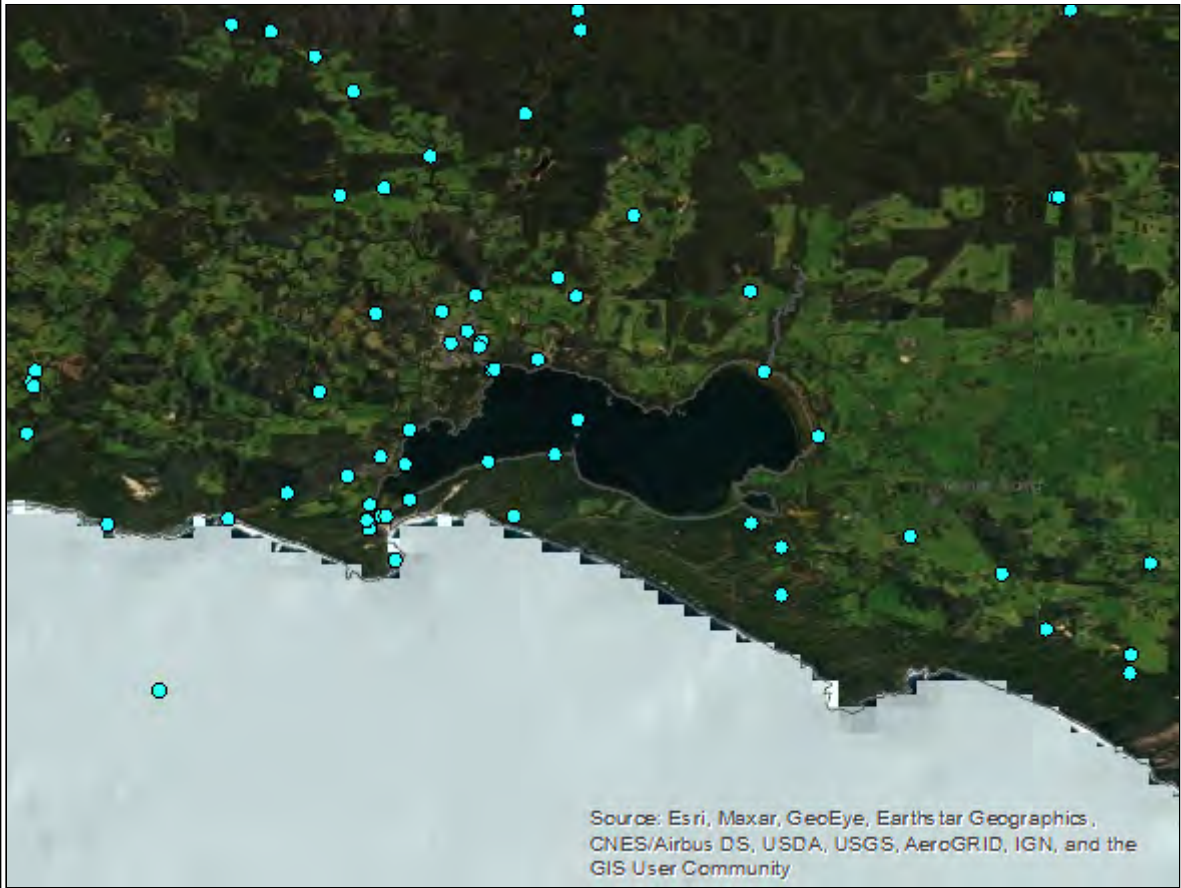 Source: Esri, Maxar, GeoEye, Earthstar Geographics,
CNES/Airbus DS, USDA, USGS, AeroGRID, IGN, and the
GIS User Community